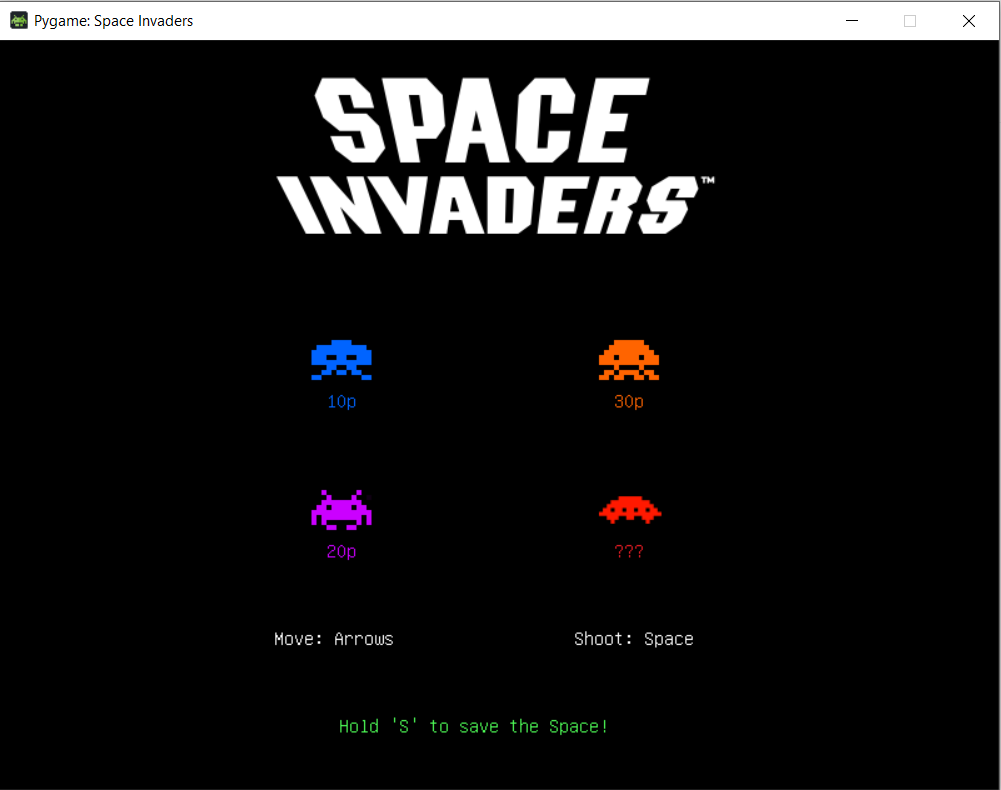 Pygame: Space Invaders
SPACE
INVADERS™
10p
30p
20p
???
Move: Arrows
Shoot: Space
Hold 'S' to save the Space!